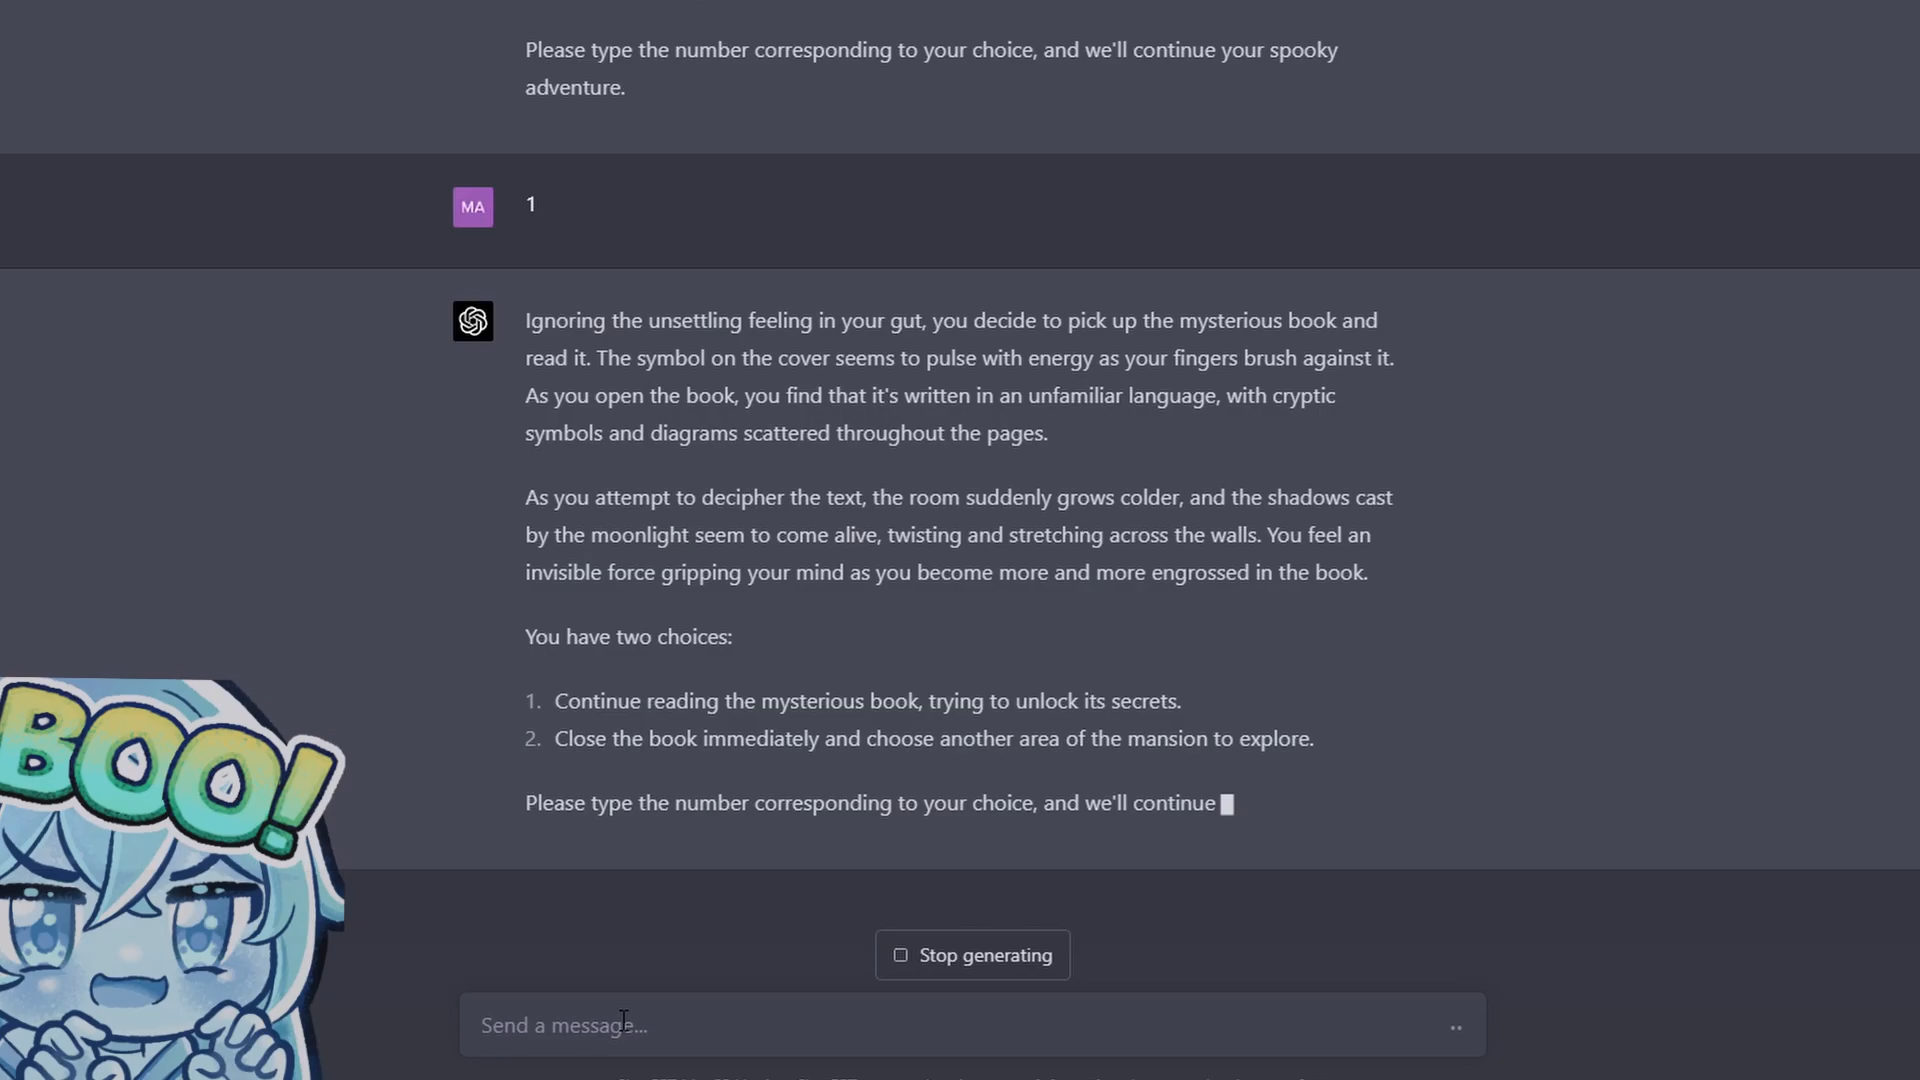 Please type the number corresponding to your choice, and we'll continue your spooky
adventure.
MA
1
Ignoring the unsettling feeling in your gut, you decide to pick up the mysterious book and
read it. The symbol on the cover seems to pulse with energy as your fingers brush against it.
As you open the book, you find that it's written in an unfamiliar language, with cryptic
symbols and diagrams scattered throughout the pages.
As you attempt to decipher the text, the room suddenly grows colder, and the shadows cast
by the moonlight seem to come alive, twisting and stretching across the walls. You feel an
invisible force gripping your mind as you become more and more engrossed in the book.
You have two choices:
1. Continue reading the mysterious book, trying to unlock its secrets.
2. Close the book immediately and choose another area of the mansion to explore.
Please type the number corresponding to your choice, and we'll continue
BOO!
Stop generating
Send a message...